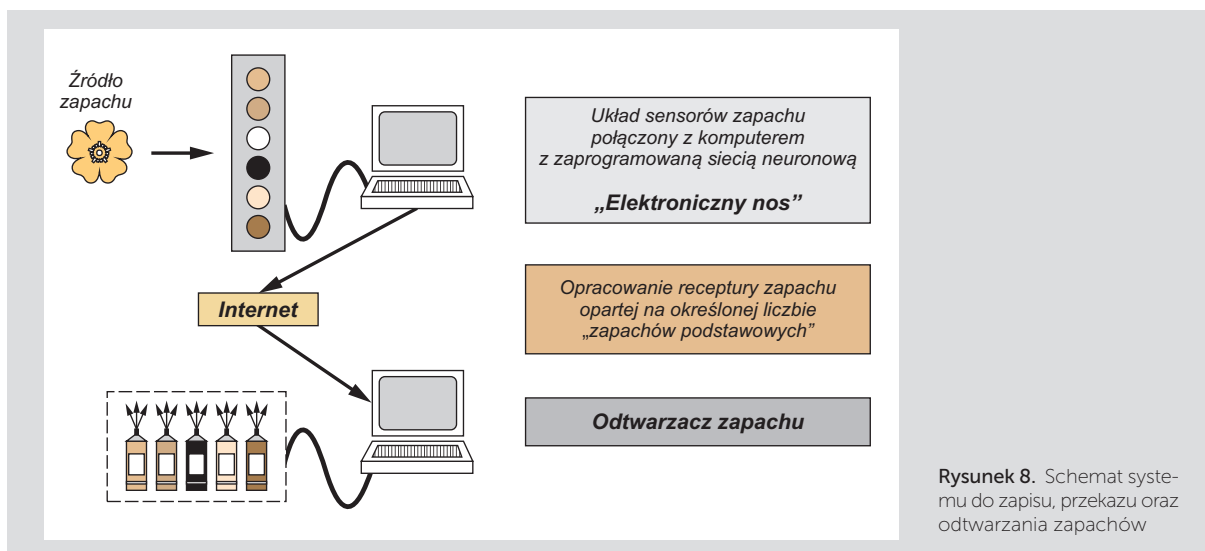 Źródło
zapachu
Układ sensorów zapachu
połączony z komputerem
z zaprogramowaną siecią neuronową
„Elektroniczny nos”
Internet
Opracowanie receptury zapachu
opartej na określonej liczbie
„zapachów podstawowych”
Odtwarzacz zapachu
Rysunek 8. Schemat syste-
mu do zapisu, przekazu oraz
odtwarzania zapachów